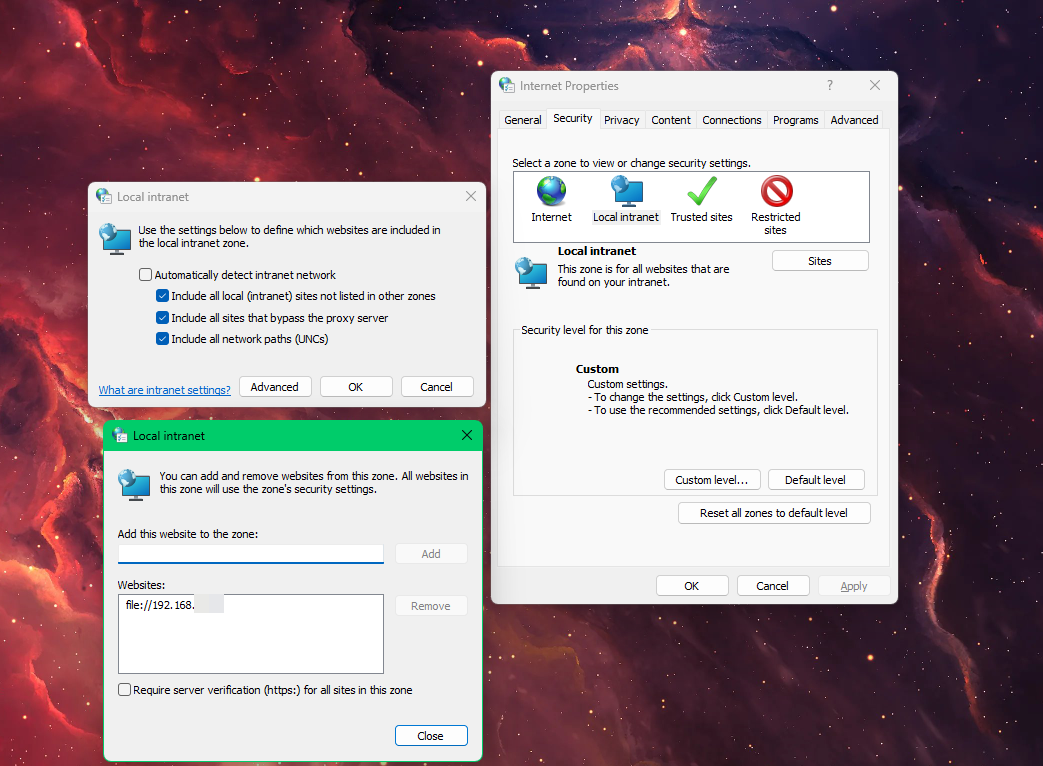 Internet Properties
?
General
Security
Privacy
Content
Connections
Programs
Advanced
Select a zone to view or change security settings.
Internet
Local intranet
Trusted sites
Restricted
sites
Local intranet
This zone is for all websites that are
found on your intranet.
Sites
Security level for this zone
Custom
Custom settings.
- To change the settings, click Custom level.
- To use the recommended settings, click Default level.
Custom level...
Default level
Reset all zones to default level
OK
Cancel
Apply
Local intranet
Use the settings below to define which websites are included in
the local intranet zone.
Automatically detect intranet network
Include all local (intranet) sites not listed in other zones
Include all sites that bypass the proxy server
Include all network paths (UNCs)
What are intranet settings?
Advanced
OK
Cancel
Local intranet
You can add and remove websites from this zone. All websites in
this zone will use the zone's security settings.
Add this website to the zone:
Add
Websites:
file://192.168.
Remove
Require server verification (https:) for all sites in this zone
Close